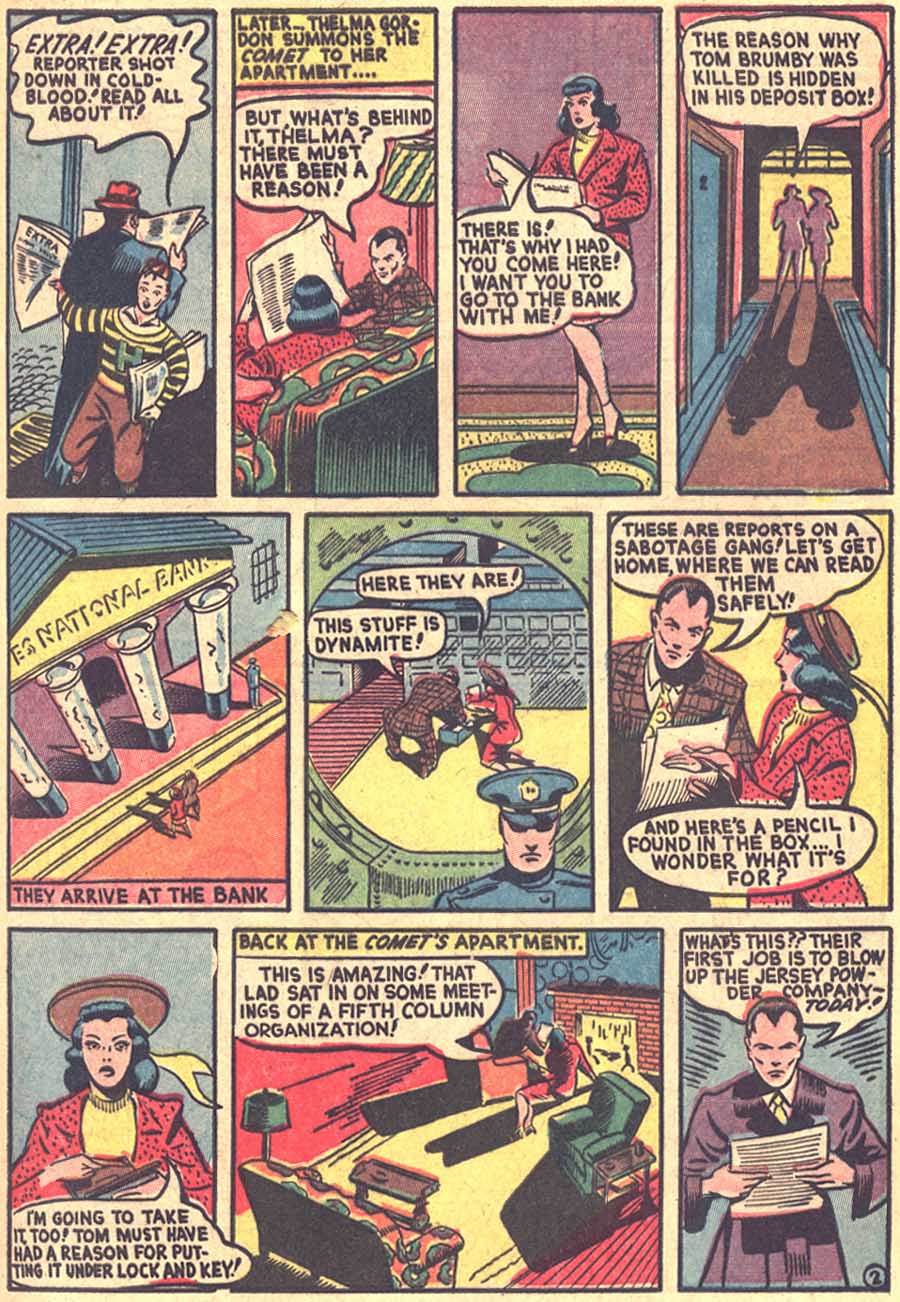 EXTRA! EXTRA!
REPORTER SHOT
DOWN IN COLD-
BLOOD! READ ALL
ABOUT IT!
EXTRA
H
LATER... THELMA GOR-
DON SUMMONS THE
COMET TO HER
APARTMENT....
BUT, WHAT'S BEHIND
IT, THELMA?
THERE MUST
HAVE BEEN A
REASON!
THERE IS!
THAT'S WHY I HAD
YOU COME HERE!
I WANT YOU TO
GO TO THE BANK
WITH ME!
THE REASON WHY
TOM BRUMBY WAS
KILLED IS HIDDEN
IN HIS DEPOSIT BOX!
2
ES NATIONAL BANK
THEY ARRIVE AT THE BANK
HERE THEY ARE!
THIS STUFF IS
DYNAMITE!
THESE ARE REPORTS ON A
SABOTAGE GANG! LET'S GET
HOME, WHERE WE CAN READ
THEM
SAFELY!
AND HERE'S A PENCIL I
FOUND IN THE BOX... I
WONDER WHAT IT'S
FOR?
I'M GOING TO TAKE
IT, TOO! TOM MUST HAVE
HAD A REASON FOR PUT-
TING IT UNDER LOCK AND KEY!
BACK AT THE COMET'S APARTMENT.
THIS IS AMAZING! THAT
LAD SAT IN ON SOME MEET-
INGS OF A FIFTH COLUMN
ORGANIZATION!
WHAT'S THIS?? THEIR
FIRST JOB IS TO BLOW
UP THE JERSEY POW-
DER COMPANY-
TODAY!
2